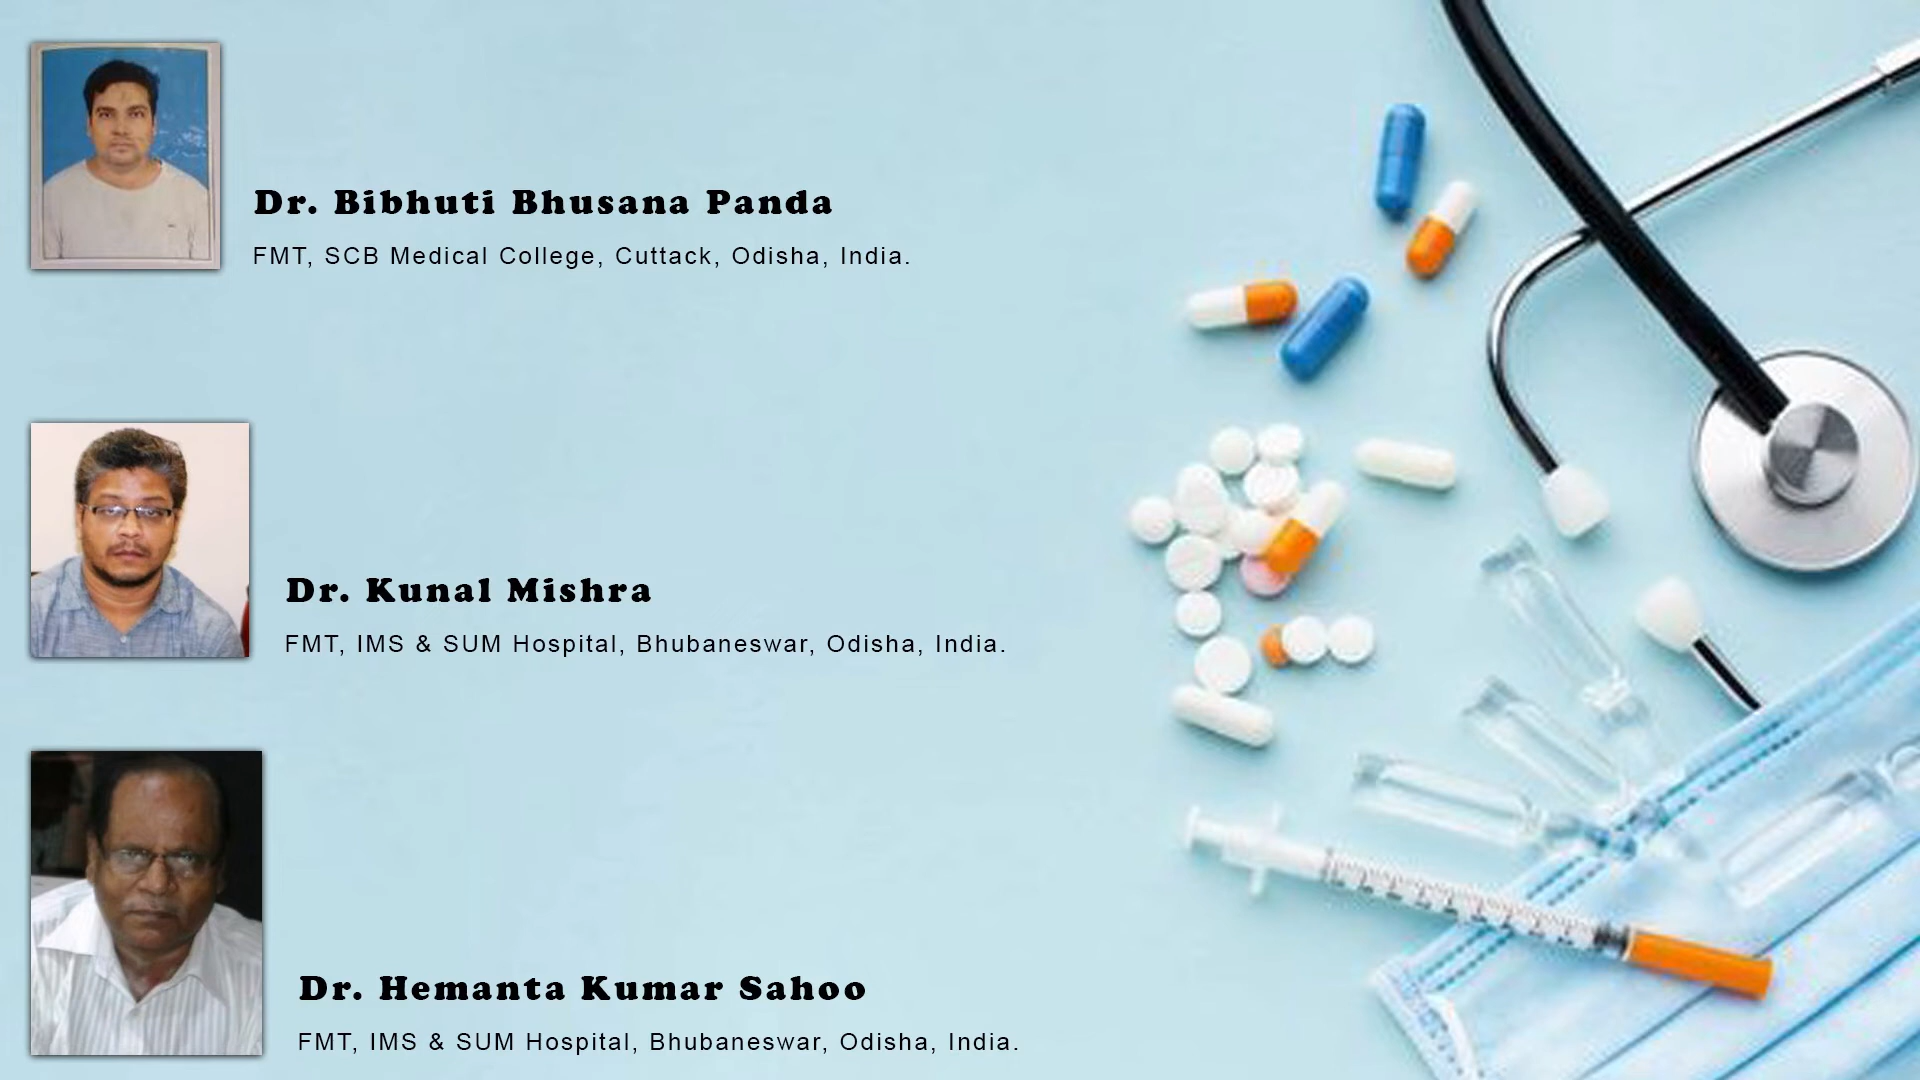 Dr. Bibhuti Bhusana Panda
FMT, SCB Medical College, Cuttack, Odisha, India.
Dr. Kunal Mishra
FMT, IMS & SUM Hospital, Bhubaneswar, Odisha, India.
Dr. Hemanta Kumar Sahoo
FMT, IMS & SUM Hospital, Bhubaneswar, Odisha, India.